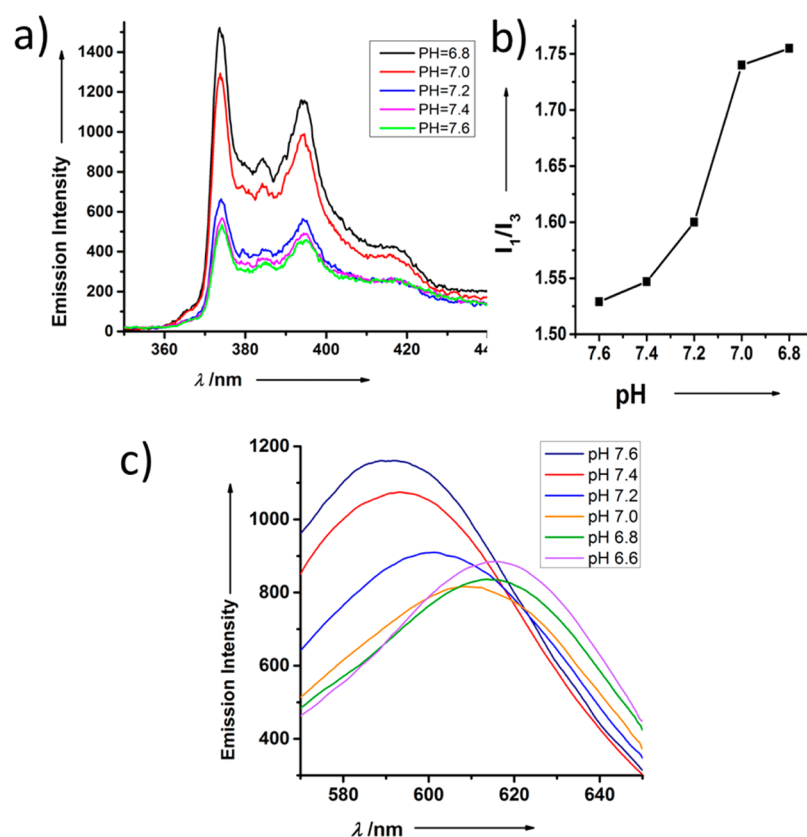 a)
1400
1200
1000
800
600
400
200
0
Emission Intensity
360 380 400 420 44
λ /nm
PH=6.8
PH=7.0
PH=7.2
PH=7.4
PH=7.6
b)
1.75
1.70
1.65
1.60
1.55
1.50
I1/I3
7.6 7.4 7.2 7.0 6.8
pH
c)
1200
1000
800
600
400
Emission Intensity
580 600 620 640
λ /nm
pH 7.6
pH 7.4
pH 7.2
pH 7.0
pH 6.8
pH 6.6